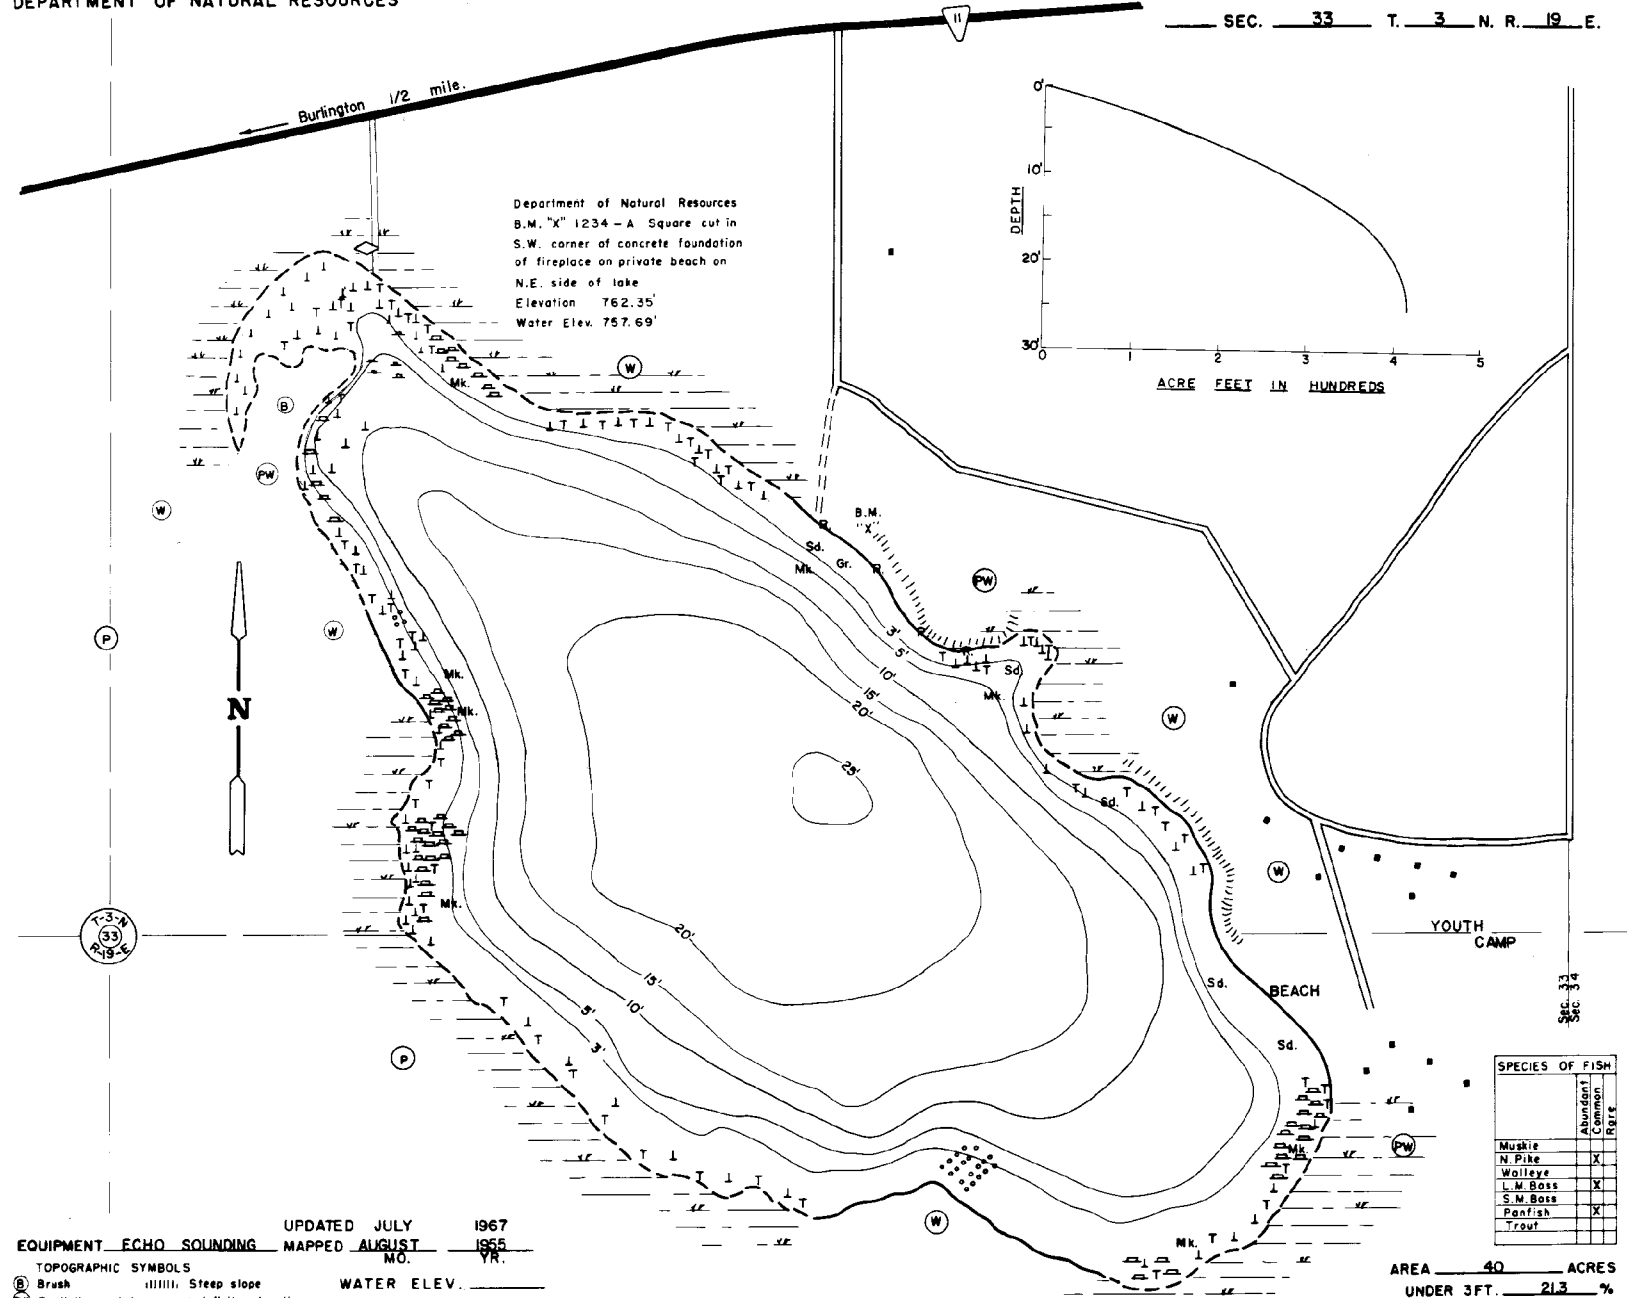 DEPARTMENT OF NATURAL RESOURCES
SEC. 33 T. 3 N. R. 19 E.
11
Burlington 1/2 mile.
Department of Natural Resources
B.M. "X" 1234 – A Square cut in
S.W. corner of concrete foundation
of fireplace on private beach on
N.E. side of lake
Elevation 762.35'
Water Elev. 757.69'
0'
10'
20'
30'
DEPTH
0 1 2 3 4 5
ACRE FEET IN HUNDREDS
W
Mk.
B
PW
W
B.M.
"X"
R.
Sd.
Mk.
Gr.
R.
PW
P
W
N
3'
5'
10'
15'
20'
25'
Sd.
Mk.
Mk.
Mk.
W
Sd.
W
Mk.
T-3-N
33
R-19-E
20'
15'
10'
5'
3'
YOUTH
CAMP
Sd.
BEACH
Sec. 33
Sec. 34
Sd.
P
Mk.
PW
W
Mk.
SPECIES OF FISH
Abundant
Common
Rare
Muskie
N. Pike X
Walleye
L.M. Bass X
S.M. Bass
Panfish X
Trout
UPDATED JULY 1967
EQUIPMENT ECHO SOUNDING MAPPED AUGUST 1955
MO. YR.
TOPOGRAPHIC SYMBOLS
B Brush Steep slope WATER ELEV.
AREA 40 ACRES
UNDER 3FT. 21.3 %